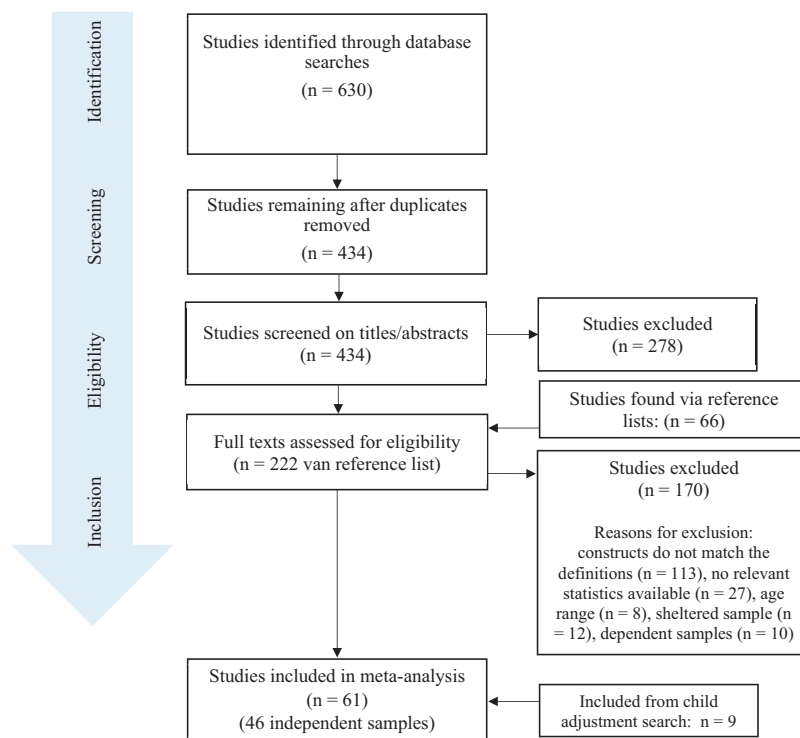 Identification
Screening
Eligibility
Inclusion
Studies identified through database
searches
(n = 630)
Studies remaining after duplicates
removed
(n = 434)
Studies screened on titles/abstracts
(n = 434)
Studies excluded
(n = 278)
Studies found via reference
lists: (n = 66)
Full texts assessed for eligibility
(n = 222 van reference list)
Studies excluded
(n = 170)
Reasons for exclusion:
constructs do not match the
definitions (n = 113), no relevant
statistics available (n = 27), age
range (n = 8), sheltered sample (n
= 12), dependent samples (n = 10)
Studies included in meta-analysis
(n = 61)
(46 independent samples)
Included from child
adjustment search: n = 9